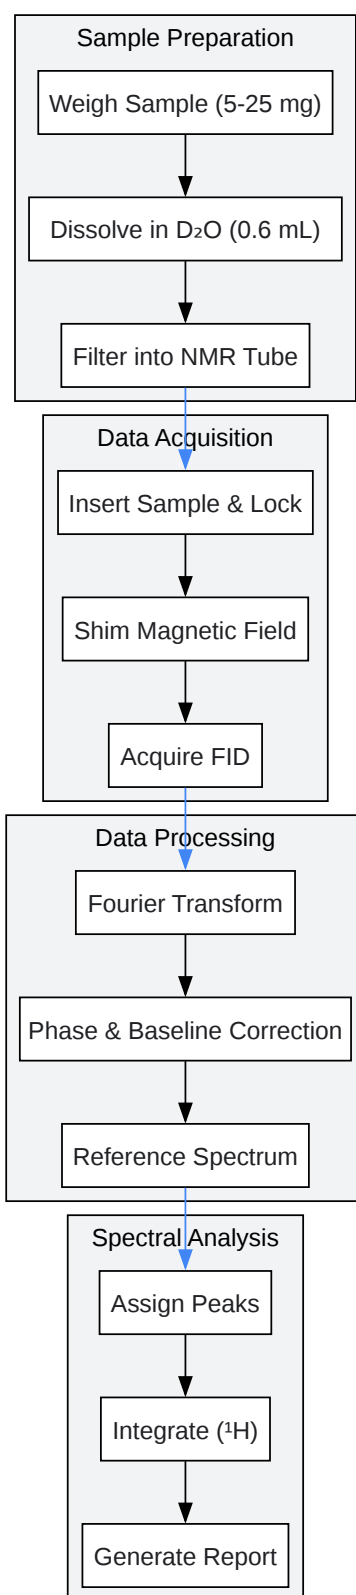 Sample Preparation
Weigh Sample (5-25 mg)
Dissolve in D₂O (0.6 mL)
Filter into NMR Tube
Data Acquisition
Insert Sample & Lock
Shim Magnetic Field
Acquire FID
Data Processing
Fourier Transform
Phase & Baseline Correction
Reference Spectrum
Spectral Analysis
Assign Peaks
Integrate (¹H)
Generate Report